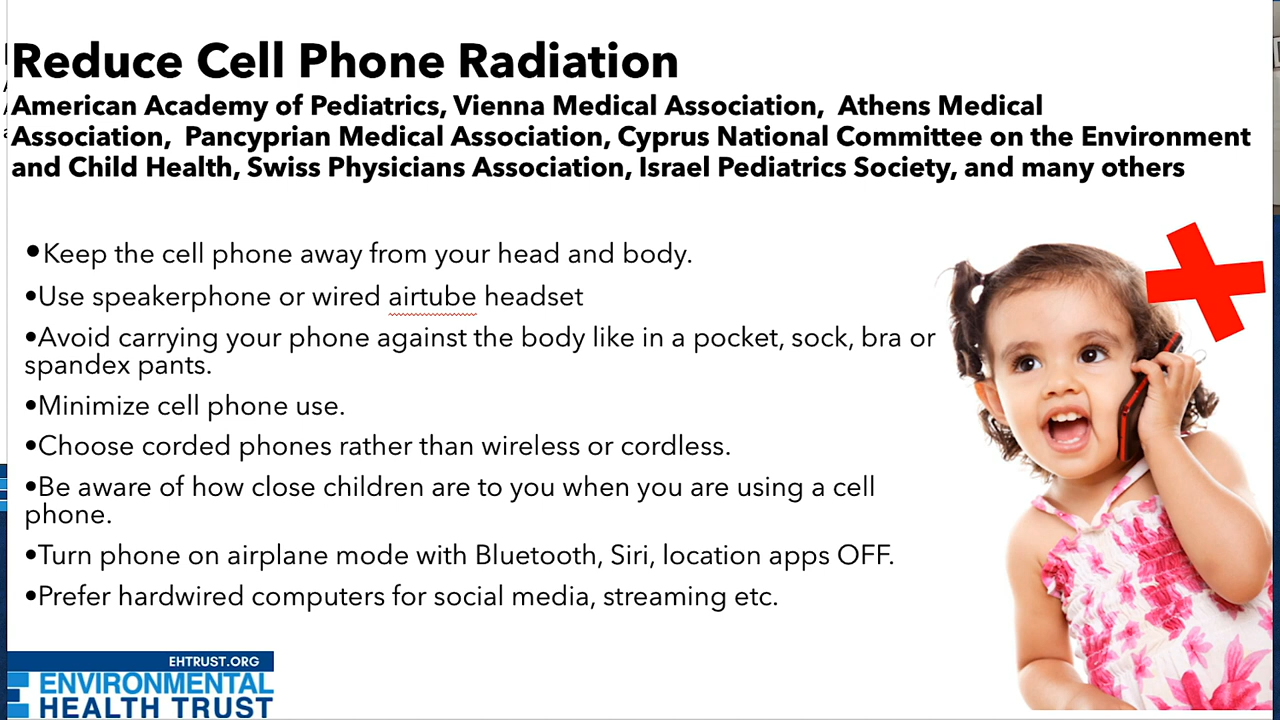 Reduce Cell Phone Radiation
American Academy of Pediatrics, Vienna Medical Association,  Athens Medical
Association,  Pancyprian Medical Association, Cyprus National Committee on the Environment
and Child Health, Swiss Physicians Association, Israel Pediatrics Society, and many others
•Keep the cell phone away from your head and body.
•Use speakerphone or wired airtube headset
•Avoid carrying your phone against the body like in a pocket, sock, bra or
spandex pants.
•Minimize cell phone use.
•Choose corded phones rather than wireless or cordless.
•Be aware of how close children are to you when you are using a cell
phone.
•Turn phone on airplane mode with Bluetooth, Siri, location apps OFF.
•Prefer hardwired computers for social media, streaming etc.
EHTRUST.ORG
ENVIRONMENTAL
HEALTH TRUST